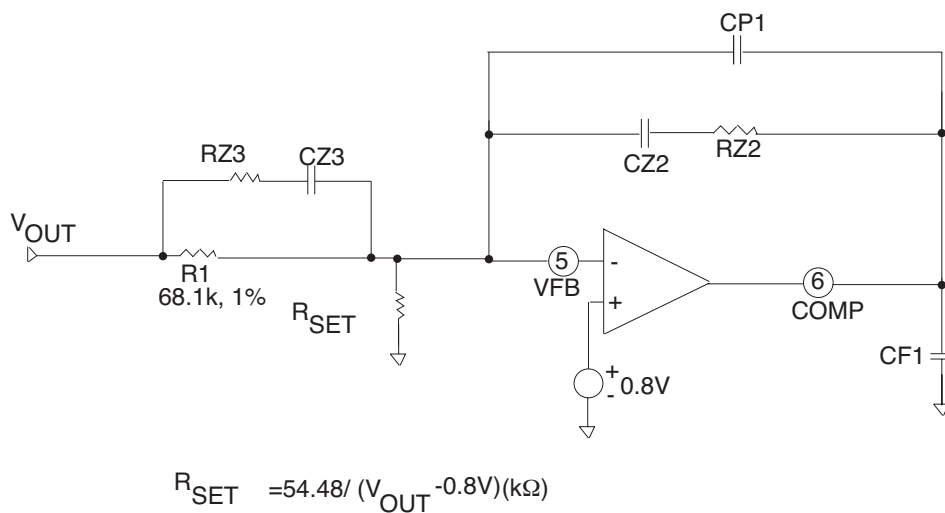 CP1
CZ2
RZ2
RZ3
CZ3
VOUT
R1
68.1k, 1%
RSET
5
VFB
-
+
6
COMP
CF1
+
-
0.8V
RSET =54.48/ (VOUT -0.8V)(kΩ)